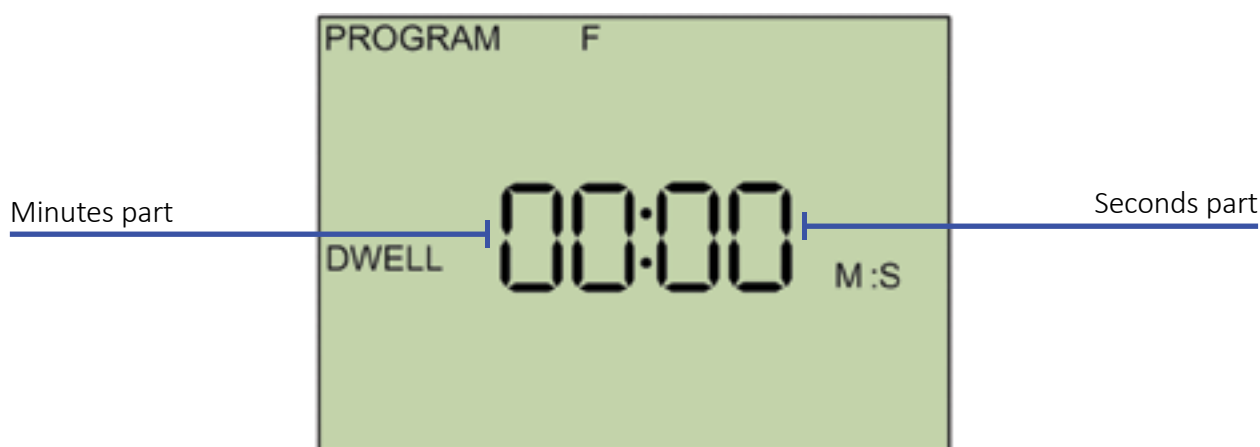 PROGRAM F
Minutes part
Seconds part
00:00
DWELL
M :S